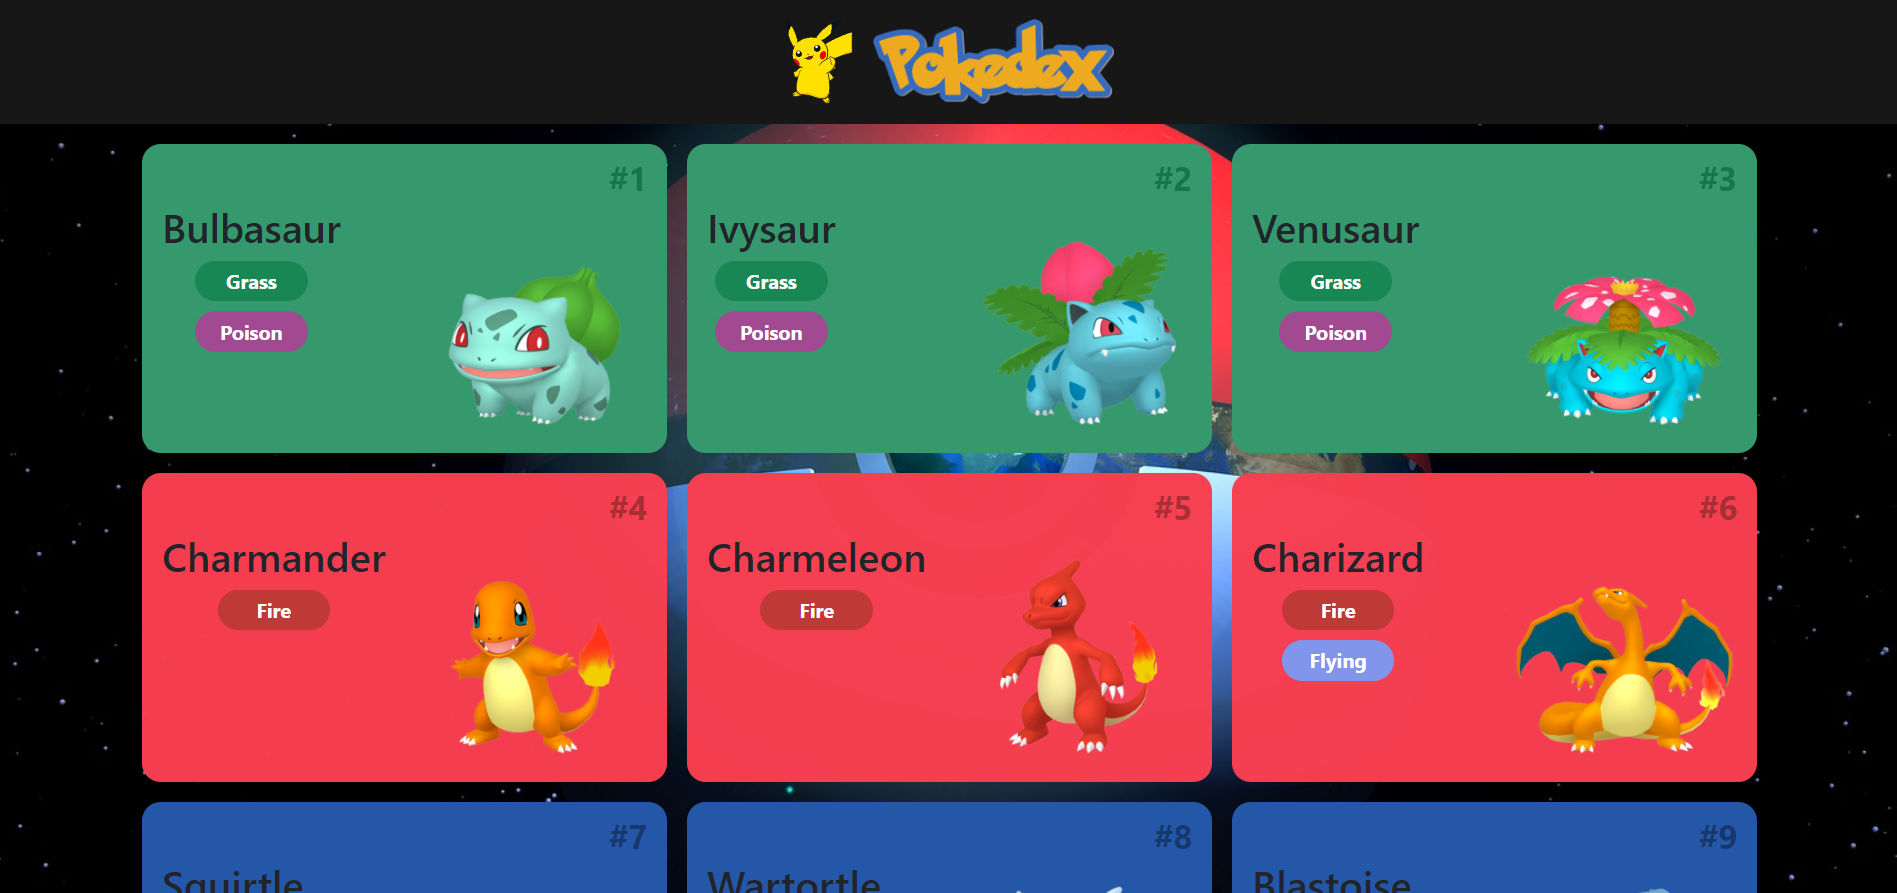 Pokedex
#1
Bulbasaur
Grass
Poison
#2
Ivysaur
Grass
Poison
#3
Venusaur
Grass
Poison
#4
Charmander
Fire
#5
Charmeleon
Fire
#6
Charizard
Fire
Flying
#7
Squirtle
#8
Wartortle
#9
Blastoise